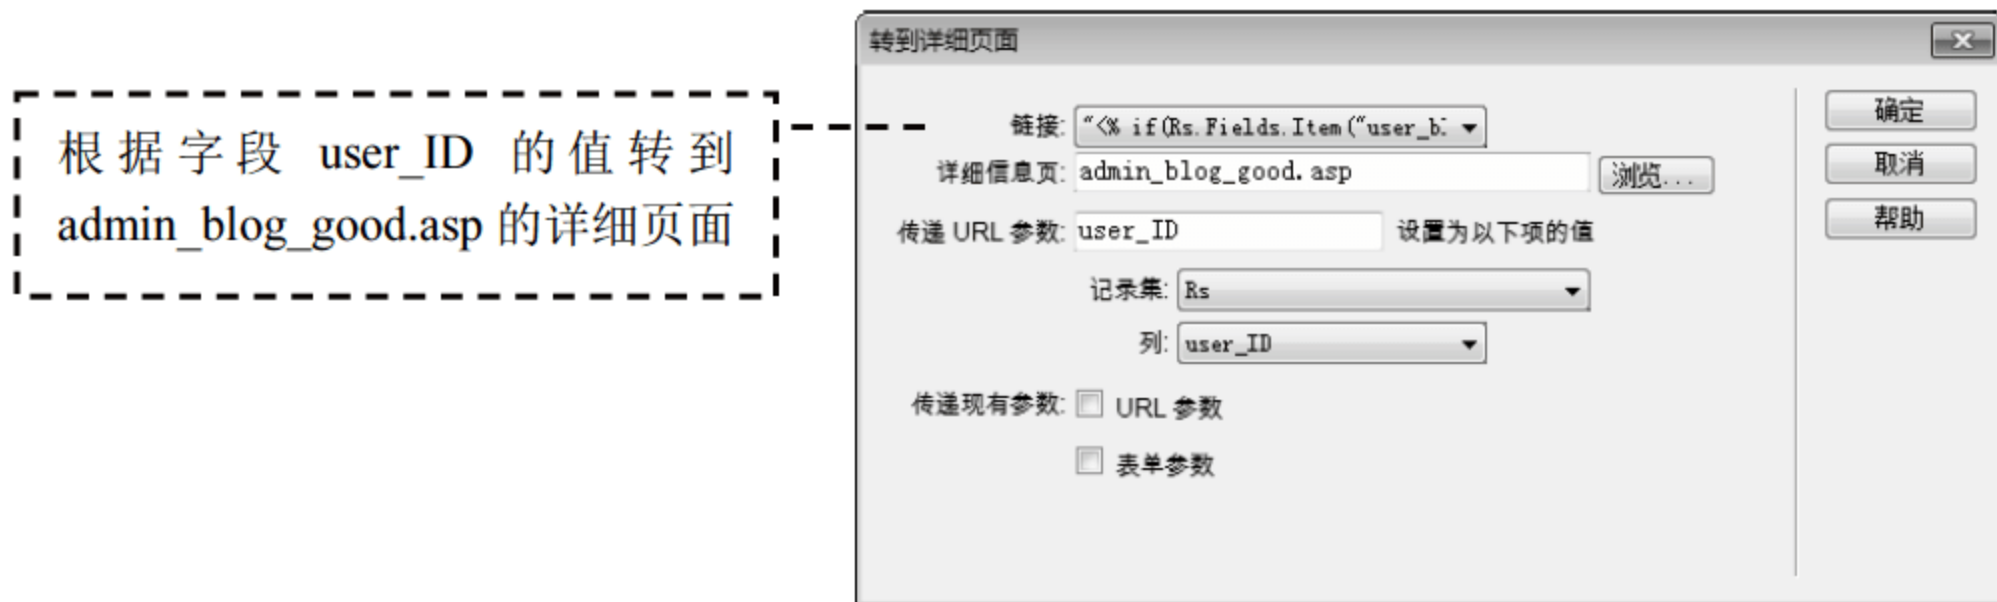 根据字段 user_ID 的值转到
admin_blog_good.asp 的详细页面
转到详细页面
链接: "<% if(Rs.Fields.Item("user_b:
详细信息页: admin_blog_good.asp 浏览...
传递 URL 参数: user_ID 设置为以下项的值
记录集: Rs
列: user_ID
传递现有参数: URL 参数
表单参数
确定
取消
帮助